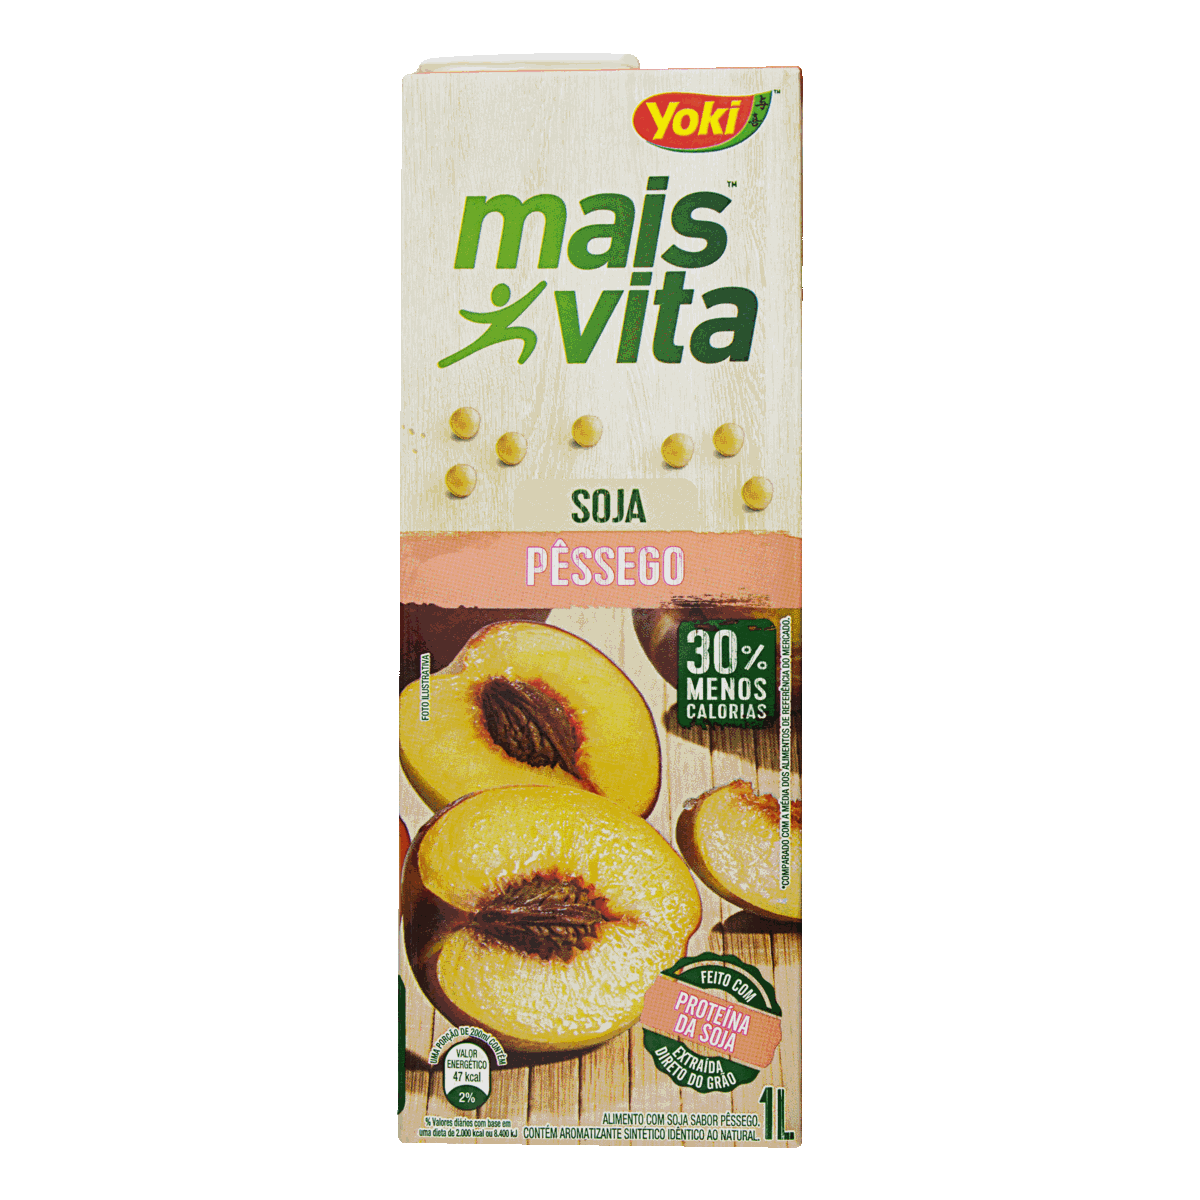 Yoki™
mais™
vita
SOJA
PÊSSEGO
30%
MENOS
CALORIAS
*COMPARADO COM A MÉDIA DOS ALIMENTOS DE REFERÊNCIA DO MERCADO.
FOTO ILUSTRATIVA
FEITO COM
PROTEÍNA
DA SOJA
EXTRAÍDA
DIRETO DO GRÃO
UMA PORÇÃO DE 200ml CONTÉM
VALOR
ENERGÉTICO
47 kcal
2%
% Valores diários com base em
uma dieta de 2.000 kcal ou 8.400 kJ
ALIMENTO COM SOJA SABOR PÊSSEGO.
CONTÉM AROMATIZANTE SINTÉTICO IDÊNTICO AO NATURAL.
1L